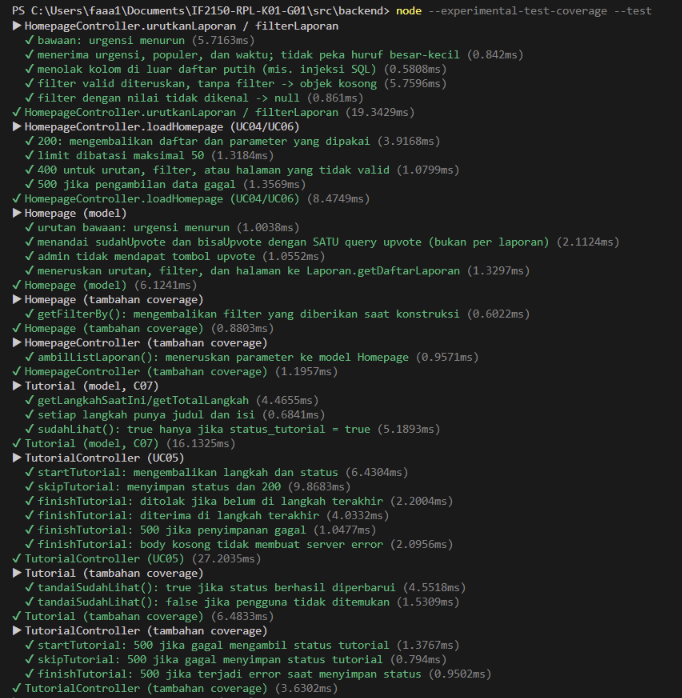 PS C:\Users\faaa1\Documents\IF2150-RPL-K01-G01\src\backend> node --experimental-test-coverage --test
▶ HomepageController.urutkanLaporan / filterLaporan
✓ bawaan: urgensi menurun (5.7163ms)
✓ menerima urgensi, populer, dan waktu; tidak peka huruf besar-kecil (0.842ms)
✓ menolak kolom di luar daftar putih (mis. injeksi SQL) (0.5808ms)
✓ filter valid diteruskan, tanpa filter -> objek kosong (5.7596ms)
✓ filter dengan nilai tidak dikenal -> null (0.861ms)
✓ HomepageController.urutkanLaporan / filterLaporan (19.3429ms)
▶ HomepageController.loadHomepage (UC04/UC06)
✓ 200: mengembalikan daftar dan parameter yang dipakai (3.9168ms)
✓ limit dibatasi maksimal 50 (1.3184ms)
✓ 400 untuk urutan, filter, atau halaman yang tidak valid (1.0799ms)
✓ 500 jika pengambilan data gagal (1.3569ms)
✓ HomepageController.loadHomepage (UC04/UC06) (8.4749ms)
▶ Homepage (model)
✓ urutan bawaan: urgensi menurun (1.0038ms)
✓ menandai sudahUpvote dan bisaUpvote dengan SATU query upvote (bukan per laporan) (2.1124ms)
✓ admin tidak mendapat tombol upvote (1.0552ms)
✓ meneruskan urutan, filter, dan halaman ke Laporan.getDaftarLaporan (1.3297ms)
✓ Homepage (model) (6.1241ms)
▶ Homepage (tambahan coverage)
✓ getFilterBy(): mengembalikan filter yang diberikan saat konstruksi (0.6022ms)
✓ Homepage (tambahan coverage) (0.8803ms)
▶ HomepageController (tambahan coverage)
✓ ambilListLaporan(): meneruskan parameter ke model Homepage (0.9571ms)
✓ HomepageController (tambahan coverage) (1.1957ms)
▶ Tutorial (model, C07)
✓ getLangkahSaatIni/getTotalLangkah (4.4655ms)
✓ setiap langkah punya judul dan isi (0.6841ms)
✓ sudahLihat(): true hanya jika status_tutorial = true (5.1893ms)
✓ Tutorial (model, C07) (16.1325ms)
▶ TutorialController (UC05)
✓ startTutorial: mengembalikan langkah dan status (6.4304ms)
✓ skipTutorial: menyimpan status dan 200 (9.8683ms)
✓ finishTutorial: ditolak jika belum di langkah terakhir (2.2004ms)
✓ finishTutorial: diterima di langkah terakhir (4.0332ms)
✓ finishTutorial: 500 jika penyimpanan gagal (1.0477ms)
✓ finishTutorial: body kosong tidak membuat server error (2.0956ms)
✓ TutorialController (UC05) (27.2035ms)
▶ Tutorial (tambahan coverage)
✓ tandaiSudahLihat(): true jika status berhasil diperbarui (4.5518ms)
✓ tandaiSudahLihat(): false jika pengguna tidak ditemukan (1.5309ms)
✓ Tutorial (tambahan coverage) (6.4833ms)
▶ TutorialController (tambahan coverage)
✓ startTutorial: 500 jika gagal mengambil status tutorial (1.3767ms)
✓ skipTutorial: 500 jika gagal menyimpan status tutorial (0.794ms)
✓ finishTutorial: 500 jika terjadi error saat menyimpan status (0.9502ms)
✓ TutorialController (tambahan coverage) (3.6302ms)